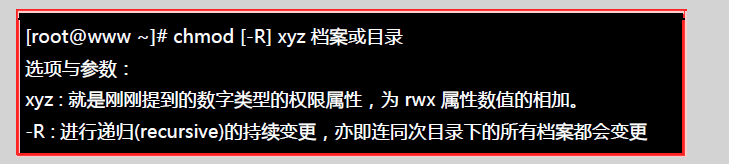 [root@www ~]# chmod [-R] xyz 档案或目录
选项与参数：
xyz : 就是刚刚提到的数字类型的权限属性，为 rwx 属性数值的相加。
-R : 进行递归(recursive)的持续变更，亦即连同次目录下的所有档案都会变更